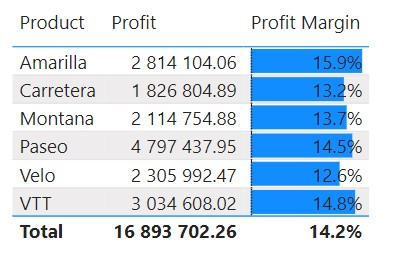 Product Profit Profit Margin
Amarilla 2 814 104.06 15.9%
Carretera 1 826 804.89 13.2%
Montana 2 114 754.88 13.7%
Paseo 4 797 437.95 14.5%
Velo 2 305 992.47 12.6%
VTT 3 034 608.02 14.8%
Total 16 893 702.26 14.2%